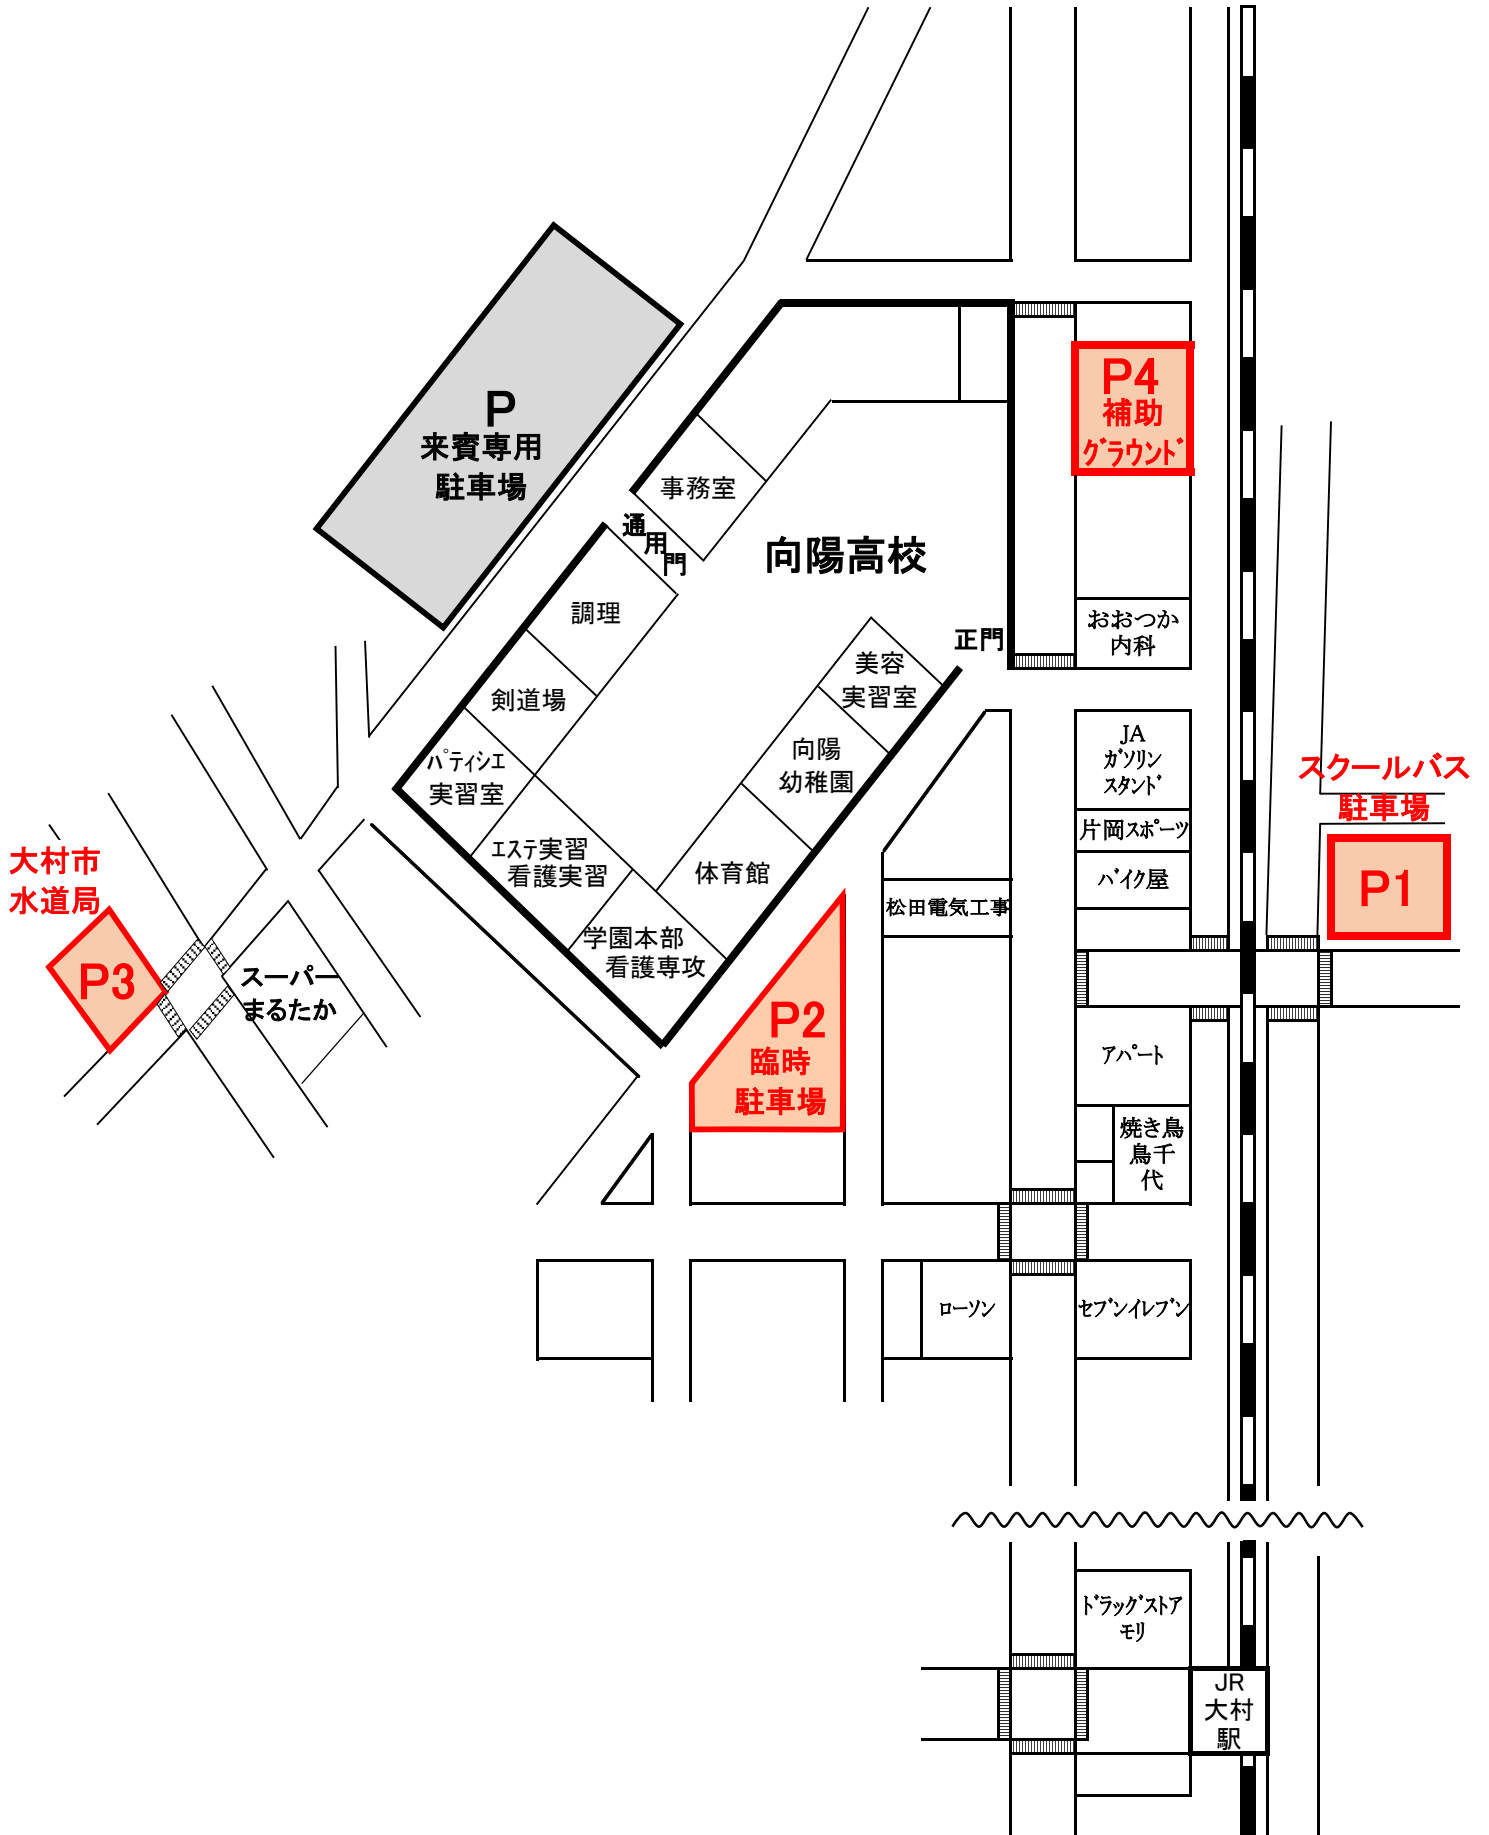 P
来賓専用
駐車場
P4
補助
ｸﾞﾗｳﾝﾄﾞ
事務室
通用門
向陽高校
調理
おおつか
内科
正門
美容
実習室
剣道場
向陽
幼稚園
ﾊﾟﾃｨｼｴ
実習室
JA
ｶﾞｿﾘﾝ
ｽﾀﾝﾄﾞ
スクールバス
駐車場
P1
片岡ｽﾎﾟｰﾂ
ﾊﾞｲｸ屋
大村市
水道局
P3
ｴｽﾃ実習
看護実習
体育館
松田電気工事
学園本部
看護専攻
スーパー
まるたか
P2
臨時
駐車場
ｱﾊﾟｰﾄ
焼き鳥
鳥千
代
ﾛｰｿﾝ
ｾﾌﾞﾝｲﾚﾌﾞﾝ
ﾄﾞﾗｯｸﾞｽﾄｱ
ﾓﾘ
JR
大村
駅